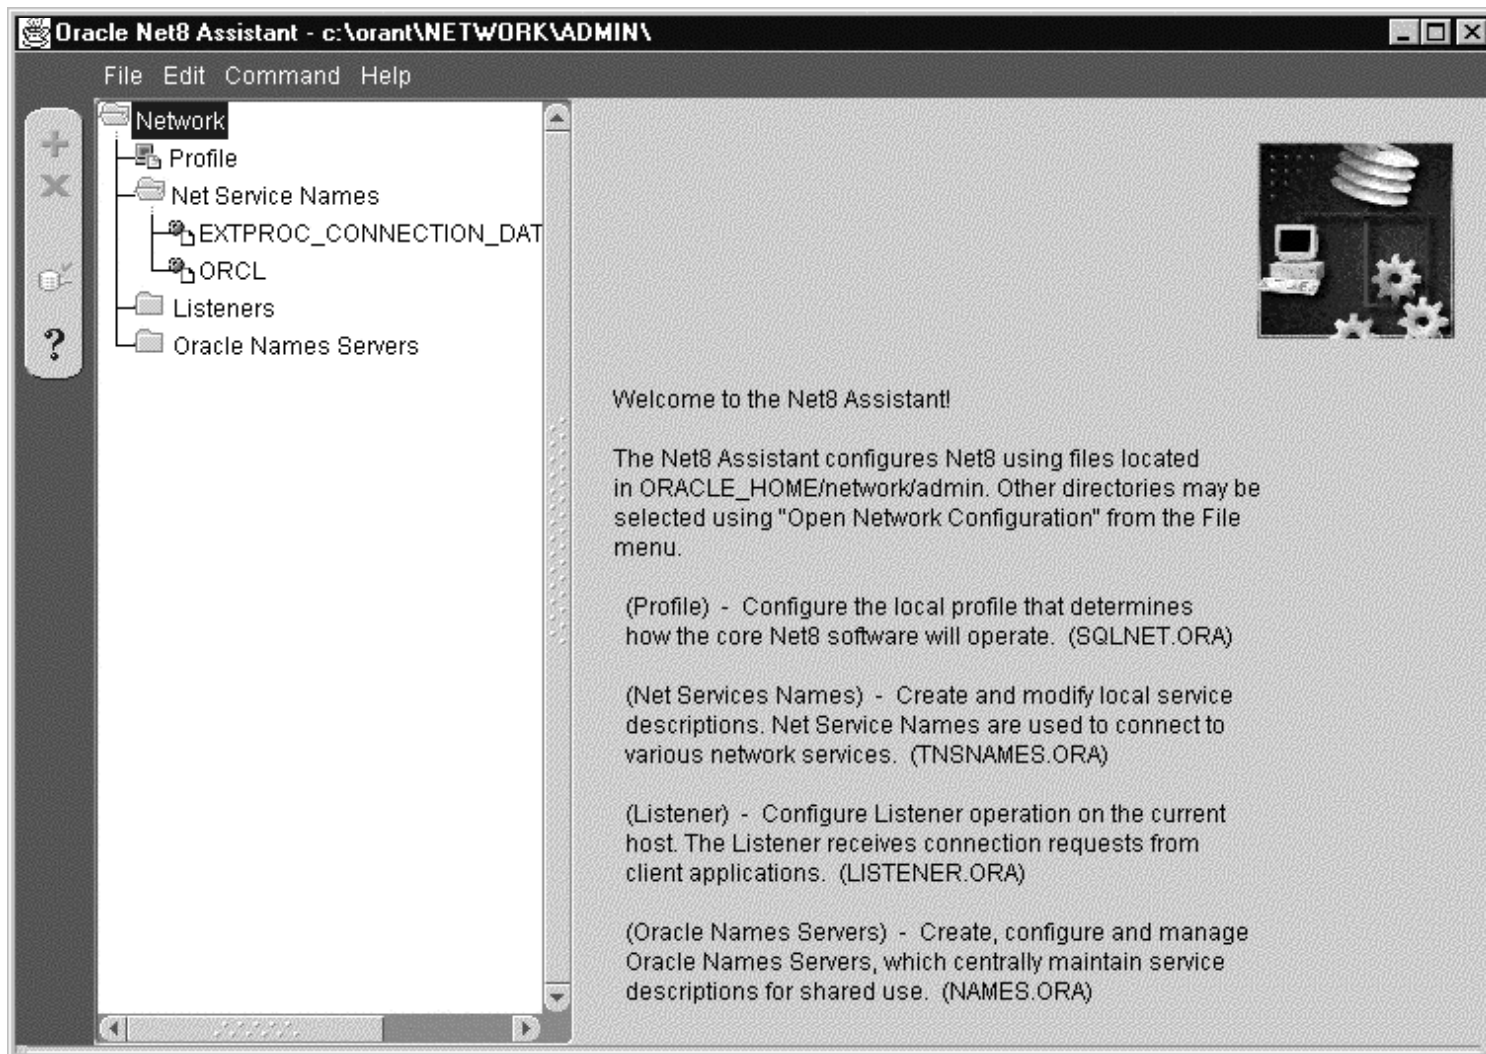 Oracle Net8 Assistant - c:\orant\NETWORK\ADMIN\
File Edit Command Help
Network
Profile
Net Service Names
EXTPROC_CONNECTION_DAT
ORCL
Listeners
Oracle Names Servers
?
Welcome to the Net8 Assistant!
The Net8 Assistant configures Net8 using files located
in ORACLE_HOME/network/admin. Other directories may be
selected using "Open Network Configuration" from the File
menu.
(Profile) - Configure the local profile that determines
how the core Net8 software will operate. (SQLNET.ORA)
(Net Services Names) - Create and modify local service
descriptions. Net Service Names are used to connect to
various network services. (TNSNAMES.ORA)
(Listener) - Configure Listener operation on the current
host. The Listener receives connection requests from
client applications. (LISTENER.ORA)
(Oracle Names Servers) - Create, configure and manage
Oracle Names Servers, which centrally maintain service
descriptions for shared use. (NAMES.ORA)